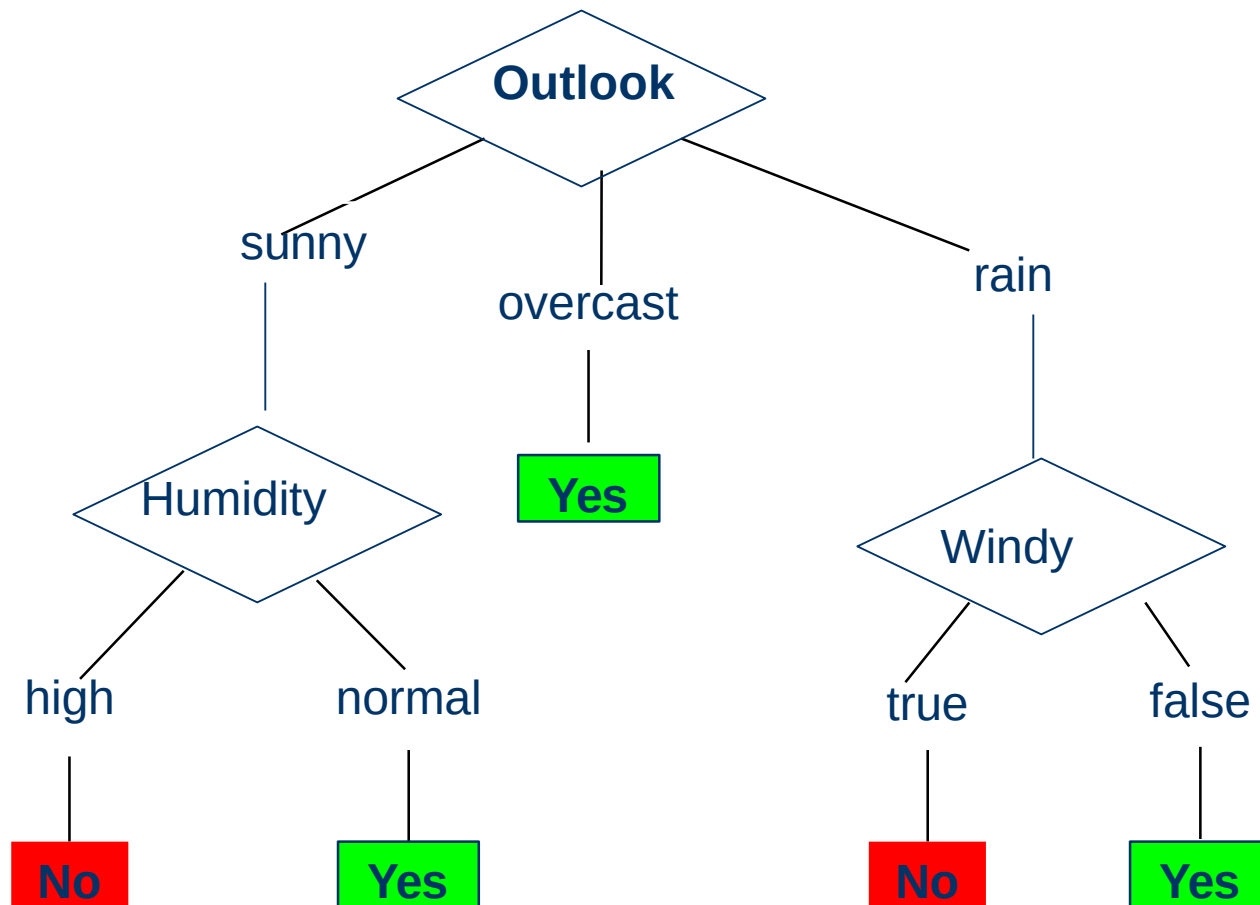 Outlook
sunny
overcast
rain
Humidity
Yes
Windy
high
normal
true
false
No
Yes
No
Yes